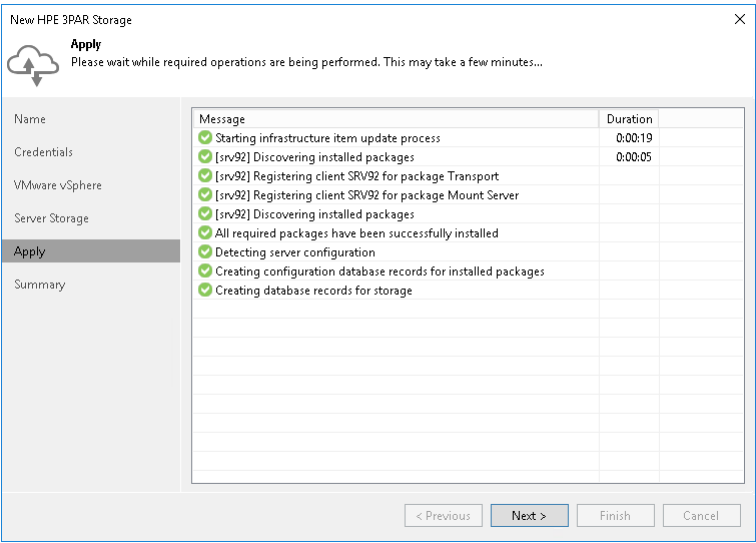 New HPE 3PAR Storage
Apply
Please wait while required operations are being performed. This may take a few minutes...
Name
Credentials
VMware vSphere
Server Storage
Apply
Summary
Message Duration
Starting infrastructure item update process 0:00:19
[srv92] Discovering installed packages 0:00:05
[srv92] Registering client SRV92 for package Transport
[srv92] Registering client SRV92 for package Mount Server
[srv92] Discovering installed packages
All required packages have been successfully installed
Detecting server configuration
Creating configuration database records for installed packages
Creating database records for storage
< Previous Next > Finish Cancel